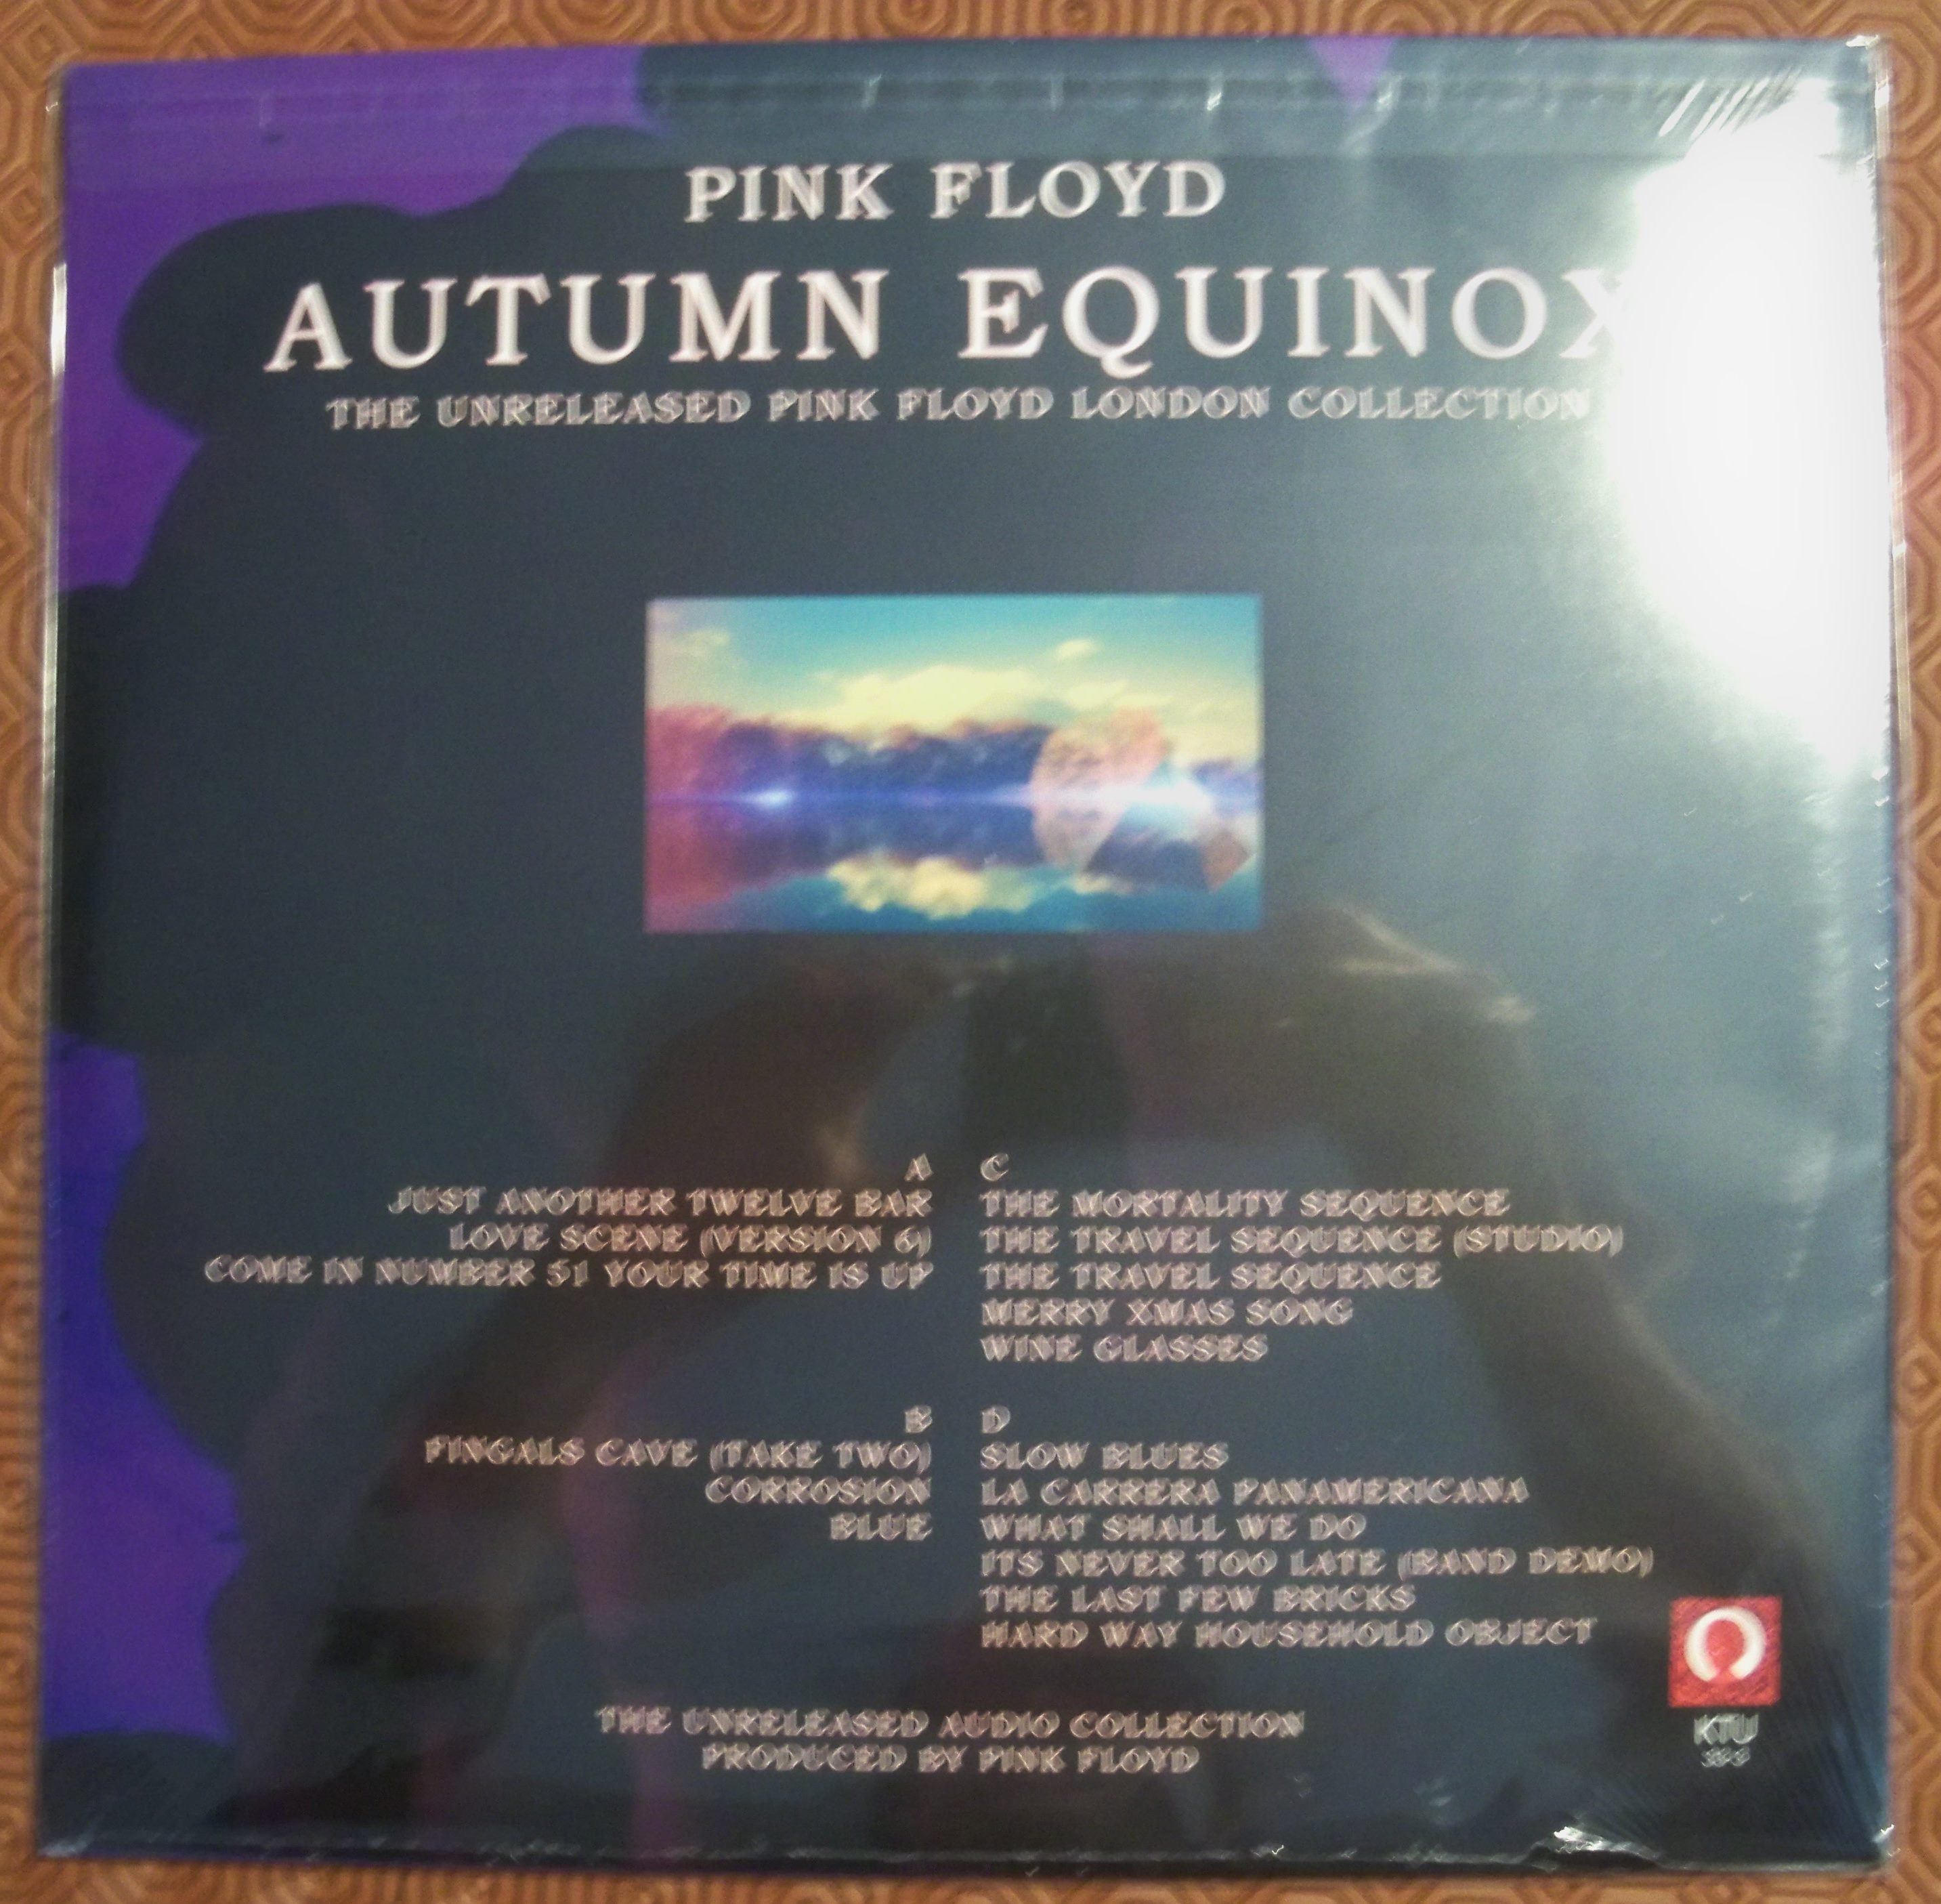 PINK FLOYD
AUTUMN EQUINOX
THE UNRELEASED PINK FLOYD LONDON COLLECTION
A
JUST ANOTHER TWELVE BAR
LOVE SCENE (VERSION 6)
COME IN NUMBER 51 YOUR TIME IS UP
B
FINGALS CAVE (TAKE TWO)
CORROSION
BLUE
C
THE MORTALITY SEQUENCE
THE TRAVEL SEQUENCE (STUDIO)
THE TRAVEL SEQUENCE
MERRY XMAS SONG
WINE GLASSES
D
SLOW BLUES
LA CARRERA PANAMERICANA
WHAT SHALL WE DO
ITS NEVER TOO LATE (BAND DEMO)
THE LAST FEW BRICKS
HARD WAY HOUSEHOLD OBJECT
THE UNRELEASED AUDIO COLLECTION
PRODUCED BY PINK FLOYD
KTU